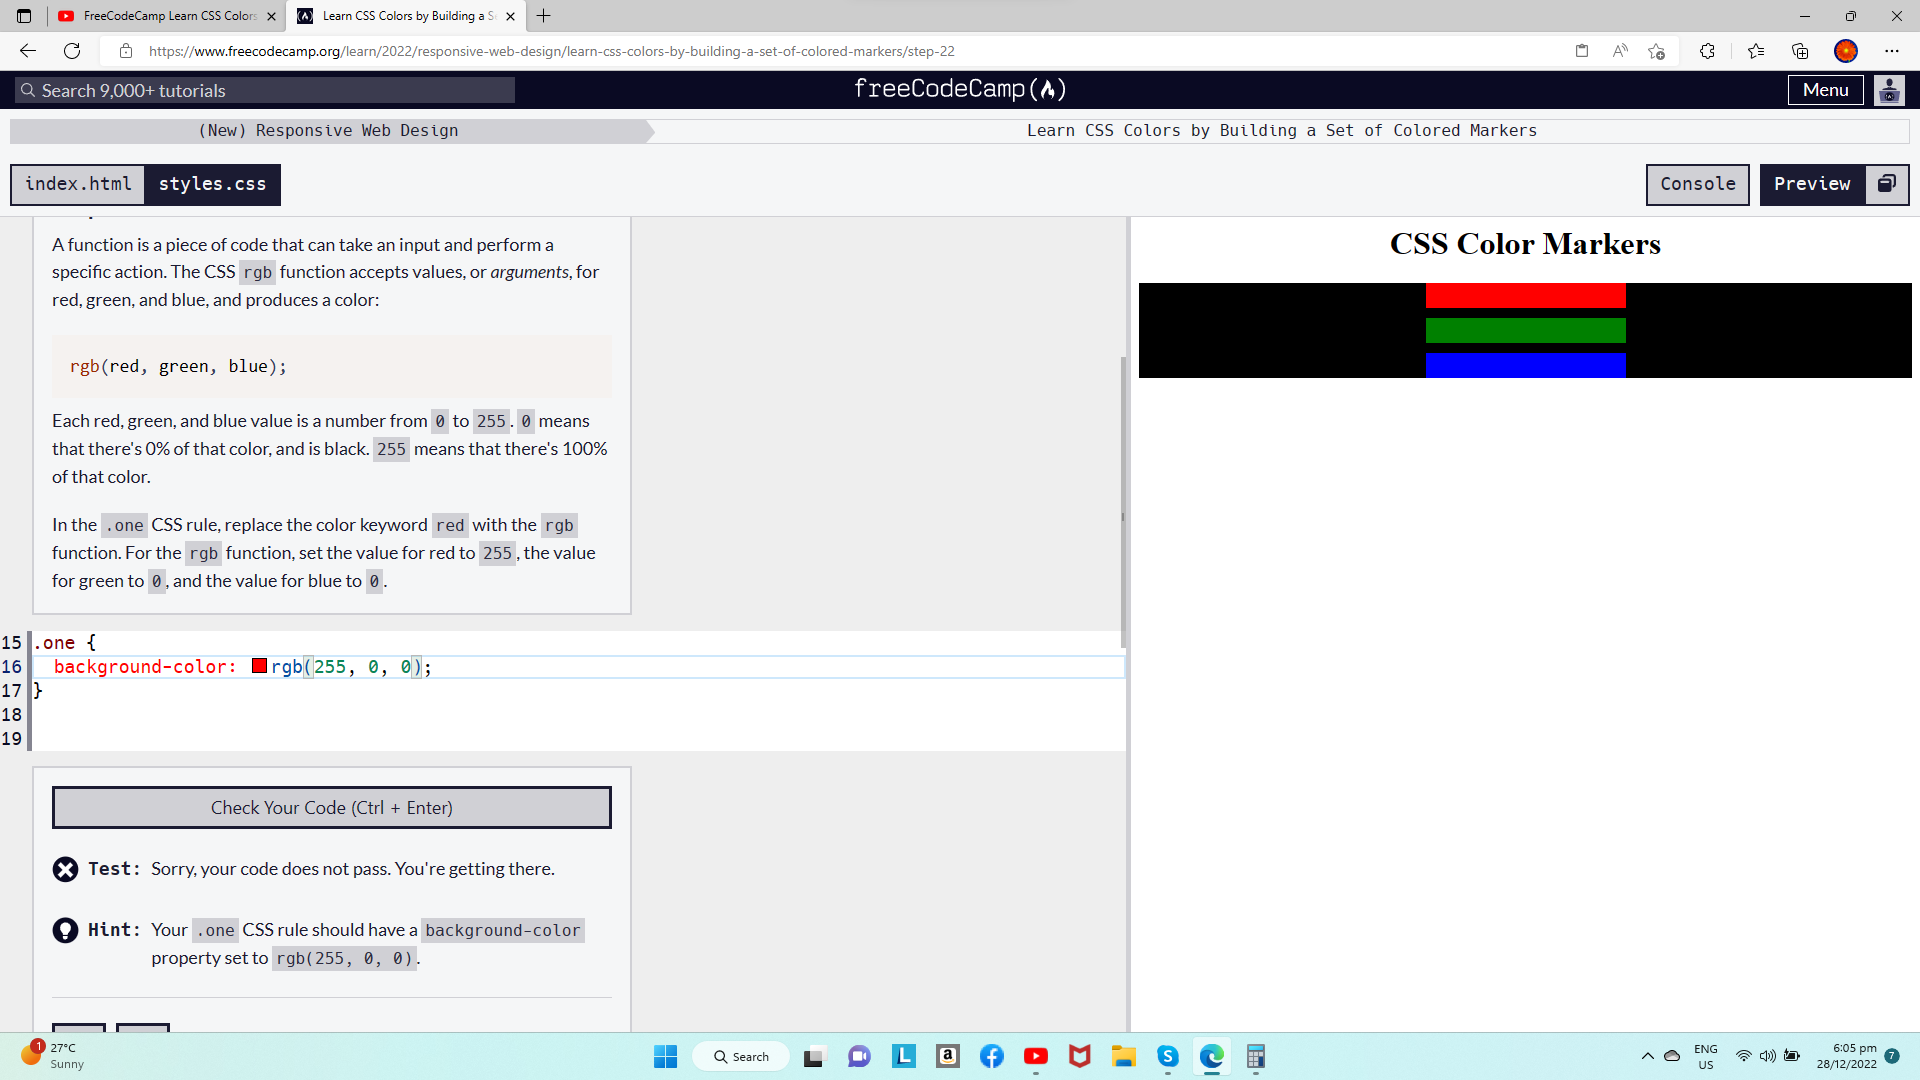 FreeCodeCamp Learn CSS Colors
Learn CSS Colors by Building a Se
https://www.freecodecamp.org/learn/2022/responsive-web-design/learn-css-colors-by-building-a-set-of-colored-markers/step-22
Search 9,000+ tutorials
freeCodeCamp
Menu
(New) Responsive Web Design
Learn CSS Colors by Building a Set of Colored Markers
index.html
styles.css
Console
Preview
A function is a piece of code that can take an input and perform a
specific action. The CSS rgb function accepts values, or arguments, for
red, green, and blue, and produces a color:
rgb(red, green, blue);
Each red, green, and blue value is a number from 0 to 255. 0 means
that there's 0% of that color, and is black. 255 means that there's 100%
of that color.
In the .one CSS rule, replace the color keyword red with the rgb
function. For the rgb function, set the value for red to 255, the value
for green to 0, and the value for blue to 0.
15 .one {
16 background-color: rgb(255, 0, 0);
17 }
18
19
Check Your Code (Ctrl + Enter)
Test: Sorry, your code does not pass. You're getting there.
Hint: Your .one CSS rule should have a background-color
property set to rgb(255, 0, 0).
CSS Color Markers
1
27°C
Sunny
Search
L
a
S
ENG
US
6:05 pm
28/12/2022
7